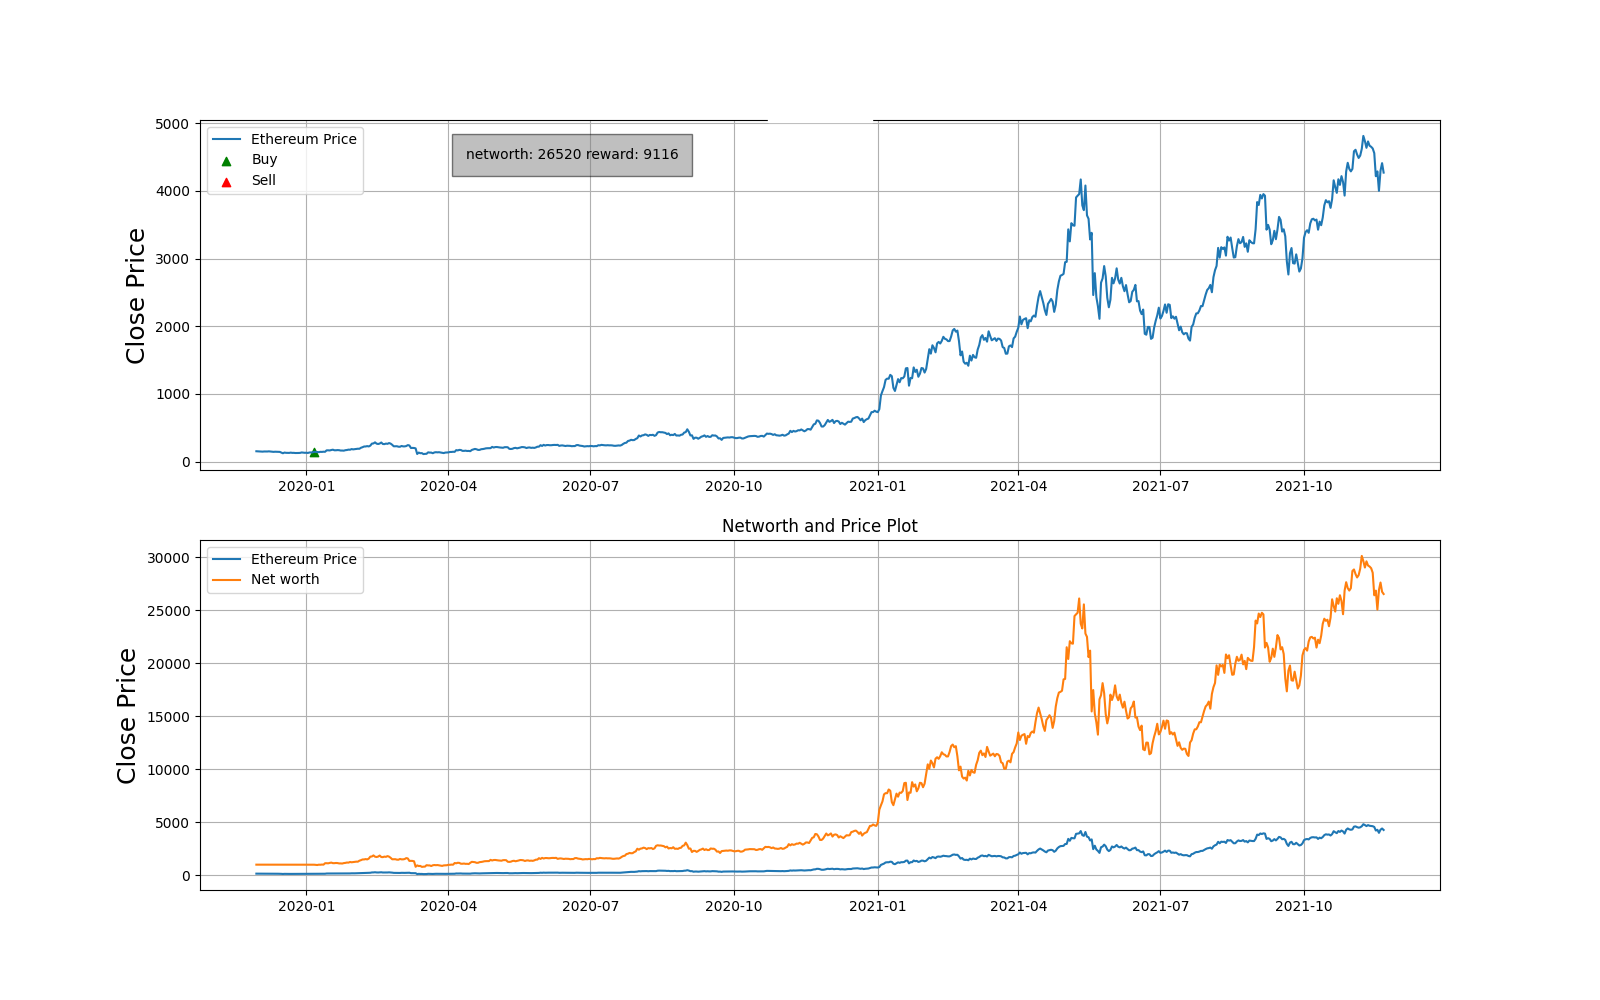 5000
4000
3000
2000
1000
0
Close Price
Ethereum Price
Buy
Sell
networth: 26520 reward: 9116
2020-01 2020-04 2020-07 2020-10 2021-01 2021-04 2021-07 2021-10
Networth and Price Plot
30000
25000
20000
15000
10000
5000
0
Close Price
Ethereum Price
Net worth
2020-01 2020-04 2020-07 2020-10 2021-01 2021-04 2021-07 2021-10